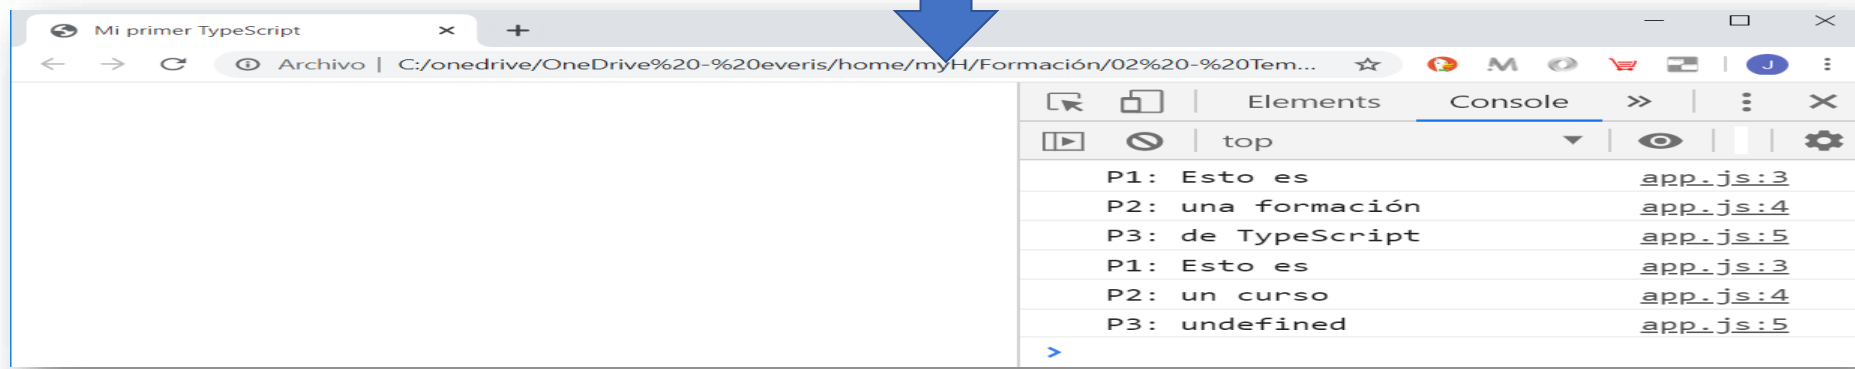 Mi primer TypeScript
Archivo | C:/onedrive/OneDrive%20-%20everis/home/myH/Formación/02%20-%20Tem...
J
Elements Console
top
P1: Esto es app.js:3
P2: una formación app.js:4
P3: de TypeScript app.js:5
P1: Esto es app.js:3
P2: un curso app.js:4
P3: undefined app.js:5
>